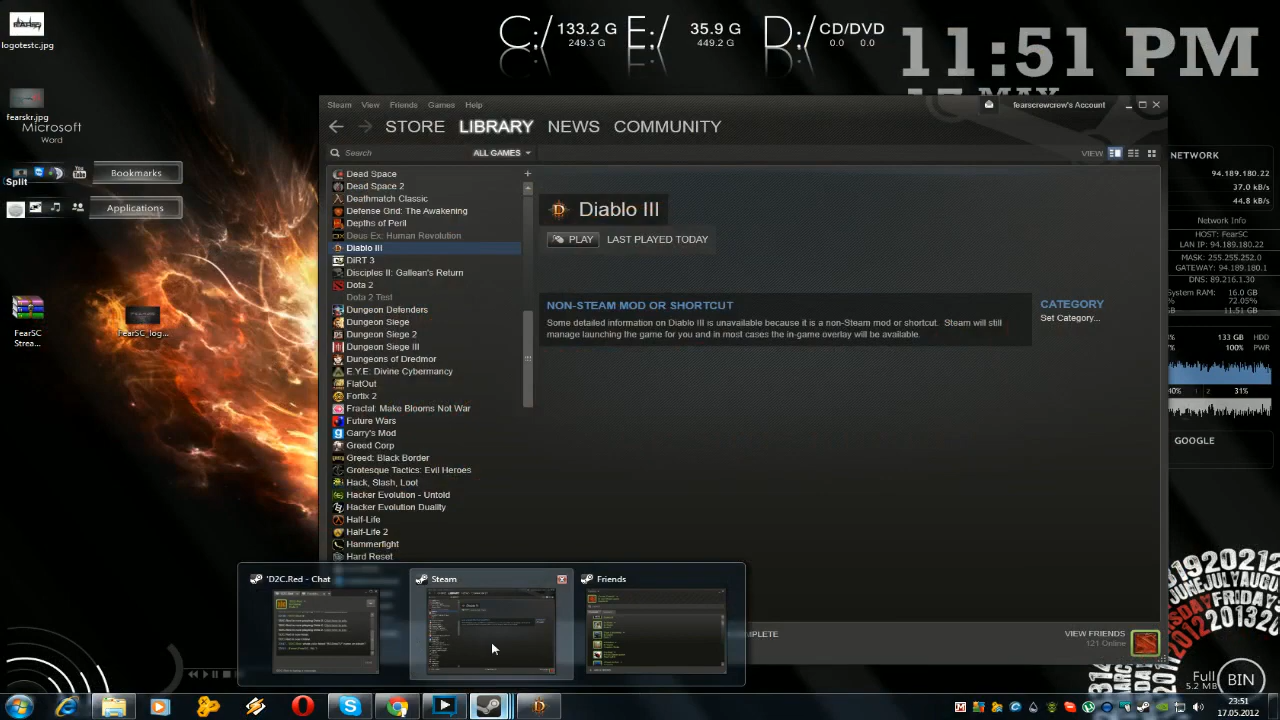 logotestc.jpg
C:/ 133.2 G 249.3 G E:/ 35.9 G 449.2 G D:/ CD/DVD 0.0 0.0
11:51 PM
17 MAY
fearskr.jpg
Microsoft
Word
Split
Bookmarks
Applications
FearSC
Strea...
FearSC_log...
Steam View Friends Games Help
fearscrewcrew's Account
STORE LIBRARY NEWS COMMUNITY
Search
ALL GAMES
VIEW
Dead Space
Dead Space 2
Deathmatch Classic
Defense Grid: The Awakening
Depths of Peril
Deus Ex: Human Revolution
Diablo III
DiRT 3
Disciples II: Gallean's Return
Dota 2
Dota 2 Test
Dungeon Defenders
Dungeon Siege
Dungeon Siege 2
Dungeon Siege III
Dungeons of Dredmor
E.Y.E: Divine Cybermancy
FlatOut
Fortix 2
Fractal: Make Blooms Not War
Future Wars
Garry's Mod
Greed Corp
Greed: Black Border
Grotesque Tactics: Evil Heroes
Hack, Slash, Loot
Hacker Evolution - Untold
Hacker Evolution Duality
Half-Life
Half-Life 2
Hammerfight
Hard Reset
Diablo III
PLAY
LAST PLAYED TODAY
NON-STEAM MOD OR SHORTCUT
Some detailed information on Diablo III is unavailable because it is a non-Steam mod or shortcut. Steam will still
manage launching the game for you and in most cases the in-game overlay will be available.
CATEGORY
Set Category...
NETWORK
94.189.180.22
37.0 kB/s
44.8 kB/s
Network Info
HOST: FearSC
LAN IP: 94.189.180.22
MASK: 255.255.252.0
GATEWAY: 94.189.180.1
DNS: 89.216.1.30
System RAM: 16.0 GB
72.05%
11.51 GB
133 GB HDD
100% PWR
40% 1 2 31%
GOOGLE
'D2C.Red - Chat
Steam
Friends
PLETE
VIEW FRIENDS
121 Online
Full
5.2 MB
BIN
23:51
17.05.2012